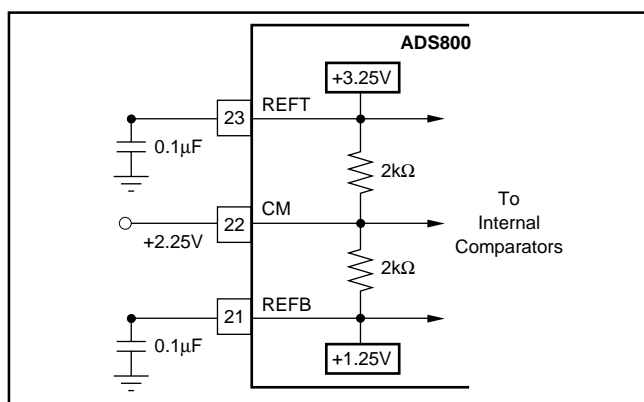 ADS800
+3.25V
REFT
23
0.1µF
2kΩ
To
Internal
Comparators
CM
22
+2.25V
2kΩ
REFB
21
0.1µF
+1.25V